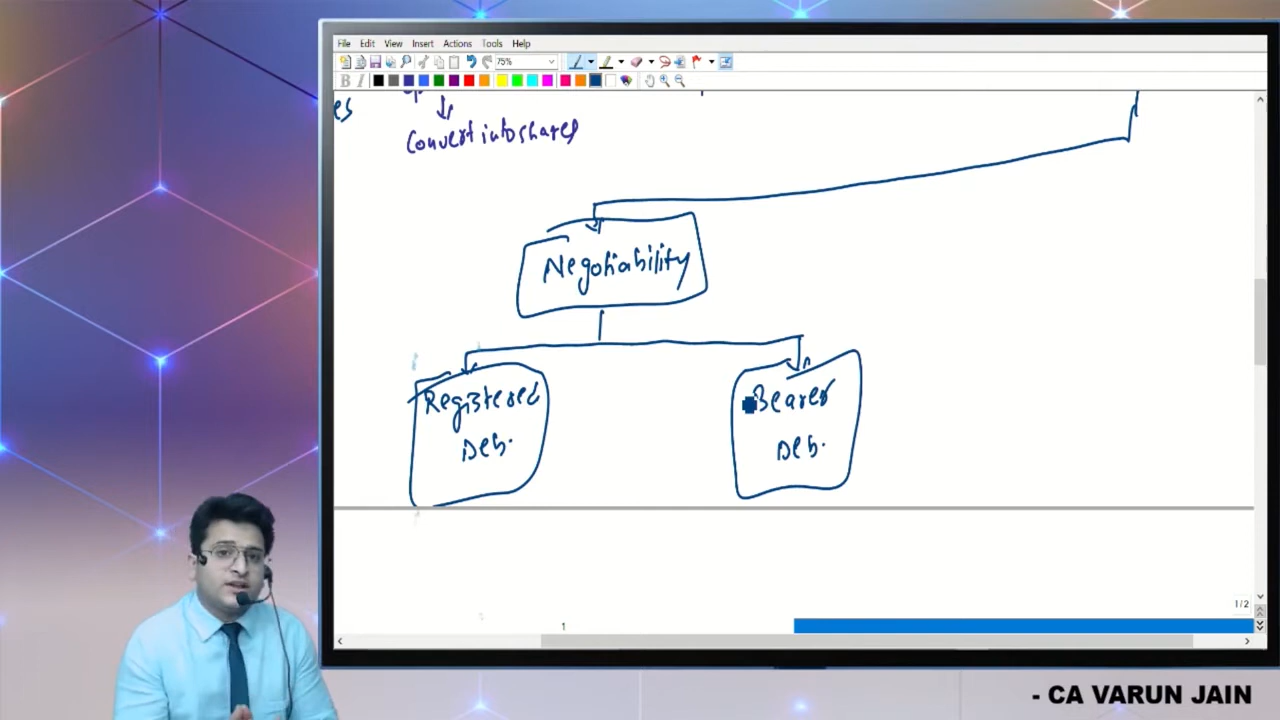 File Edit View Insert Actions Tools Help
75%
B I
es
Convert into shares
Negotiability
Registered
Deb.
Bearer
Deb.
1/2
1
- CA VARUN JAIN